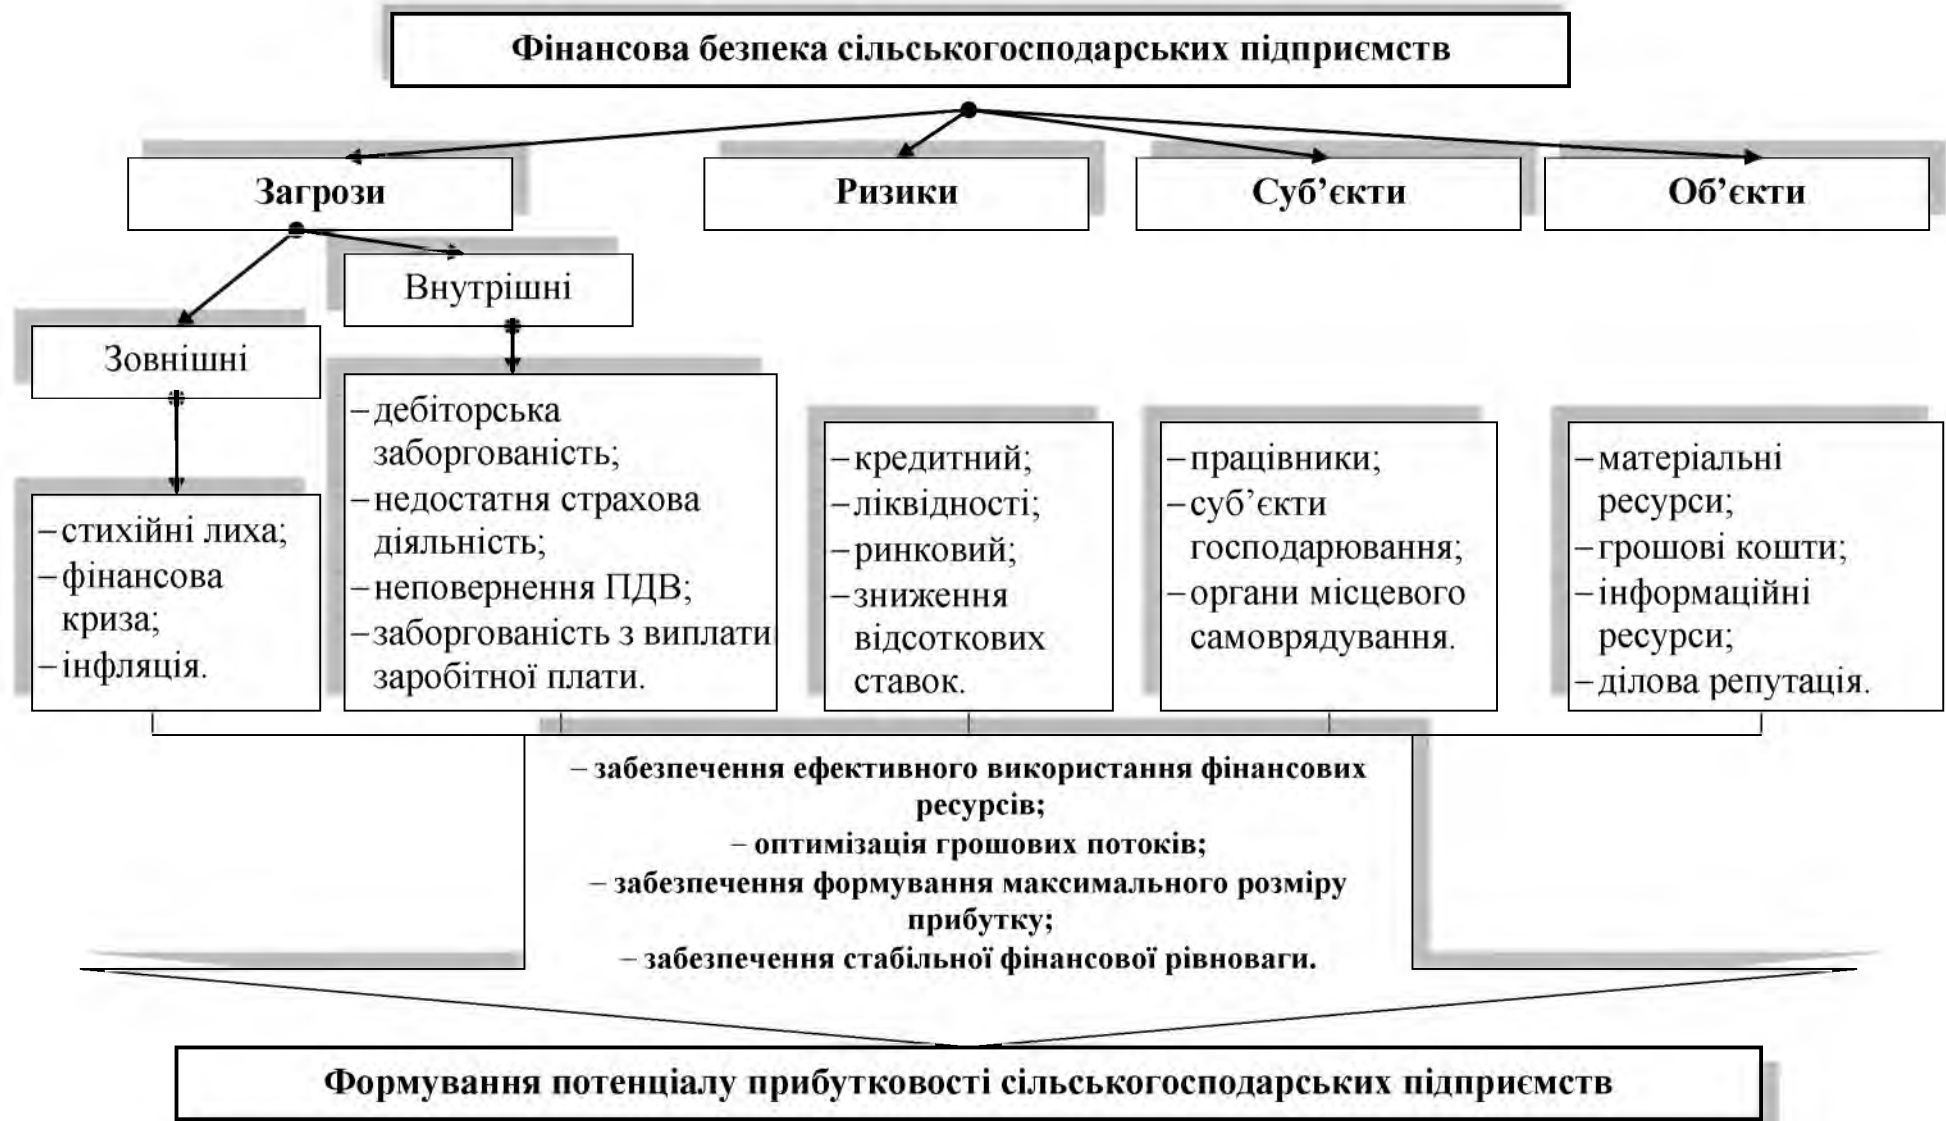 Фінансова безпека сільськогосподарських підприємств
Загрози
Ризики
Суб’єкти
Об’єкти
Внутрішні
Зовнішні
– стихійні лиха;
– фінансова
криза;
– інфляція.
– дебіторська
заборгованість;
– недостатня страхова
діяльність;
– неповернення ПДВ;
– заборгованість з виплати
заробітної плати.
– кредитний;
– ліквідності;
– ринковий;
– зниження
відсоткових
ставок.
– працівники;
– суб’єкти
господарювання;
– органи місцевого
самоврядування.
– матеріальні
ресурси;
– грошові кошти;
– інформаційні
ресурси;
– ділова репутація.
– забезпечення ефективного використання фінансових
ресурсів;
– оптимізація грошових потоків;
– забезпечення формування максимального розміру
прибутку;
– забезпечення стабільної фінансової рівноваги.
Формування потенціалу прибутковості сільськогосподарських підприємств